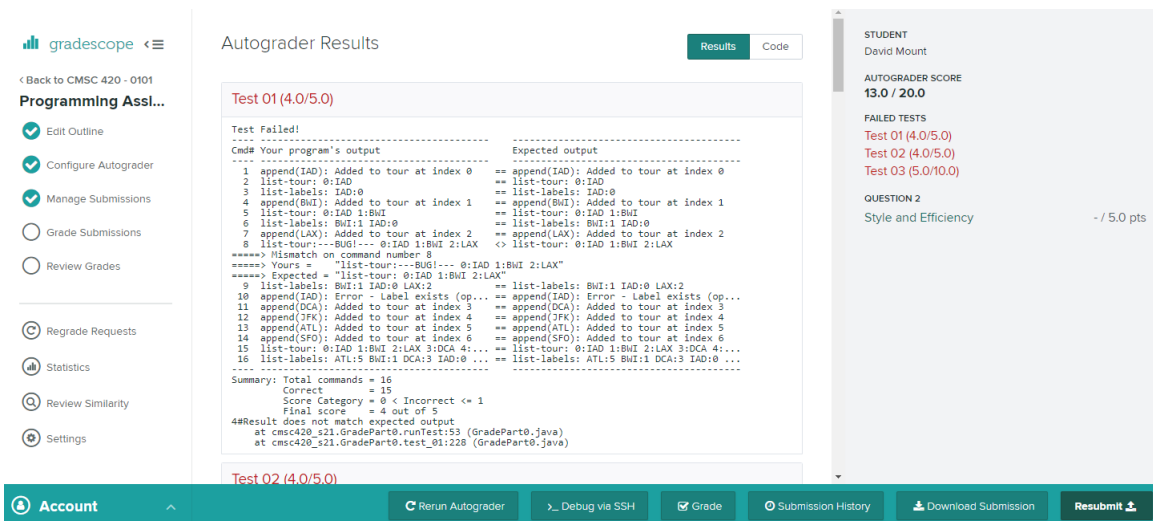 gradescope
< Back to CMSC 420 - 0101
Programming Assi...
Edit Outline
Configure Autograder
Manage Submissions
Grade Submissions
Review Grades
Regrade Requests
Statistics
Review Similarity
Settings
Account
Autograder Results
Results Code
Test 01 (4.0/5.0)
Test Failed!
---- ----------------------------------- -----------------------------------
Cmd# Your program's output Expected output
---- ----------------------------------- -----------------------------------
1 append(IAD): Added to tour at index 0 == append(IAD): Added to tour at index 0
2 list-tour: 0:IAD == list-tour: 0:IAD
3 list-labels: IAD:0 == list-labels: IAD:0
4 append(BWI): Added to tour at index 1 == append(BWI): Added to tour at index 1
5 list-tour: 0:IAD 1:BWI == list-tour: 0:IAD 1:BWI
6 list-labels: BWI:1 IAD:0 == list-labels: BWI:1 IAD:0
7 append(LAX): Added to tour at index 2 == append(LAX): Added to tour at index 2
8 list-tour:---BUG!--- 0:IAD 1:BWI 2:LAX <> list-tour: 0:IAD 1:BWI 2:LAX
=====> Mismatch on command number 8
=====> Yours = "list-tour:---BUG!--- 0:IAD 1:BWI 2:LAX"
=====> Expected = "list-tour: 0:IAD 1:BWI 2:LAX"
9 list-labels: BWI:1 IAD:0 LAX:2 == list-labels: BWI:1 IAD:0 LAX:2
10 append(IAD): Error - Label exists (op... == append(IAD): Error - Label exists (op...
11 append(DCA): Added to tour at index 3 == append(DCA): Added to tour at index 3
12 append(JFK): Added to tour at index 4 == append(JFK): Added to tour at index 4
13 append(ATL): Added to tour at index 5 == append(ATL): Added to tour at index 5
14 append(SFO): Added to tour at index 6 == append(SFO): Added to tour at index 6
15 list-tour: 0:IAD 1:BWI 2:LAX 3:DCA 4:... == list-tour: 0:IAD 1:BWI 2:LAX 3:DCA 4:...
16 list-labels: ATL:5 BWI:1 DCA:3 IAD:0 ... == list-labels: ATL:5 BWI:1 DCA:3 IAD:0 ...
---- ----------------------------------- -----------------------------------
Summary: Total commands = 16
Correct = 15
Score Category = 0 < Incorrect <= 1
Final score = 4 out of 5
4#Result does not match expected output
at cmsc420_s21.GradePart0.runTest:53 (GradePart0.java)
at cmsc420_s21.GradePart0.test_01:228 (GradePart0.java)
Test 02 (4.0/5.0)
STUDENT
David Mount
AUTOGRADER SCORE
13.0 / 20.0
FAILED TESTS
Test 01 (4.0/5.0)
Test 02 (4.0/5.0)
Test 03 (5.0/10.0)
QUESTION 2
Style and Efficiency - / 5.0 pts
Rerun Autograder
>_ Debug via SSH
Grade
Submission History
Download Submission
Resubmit